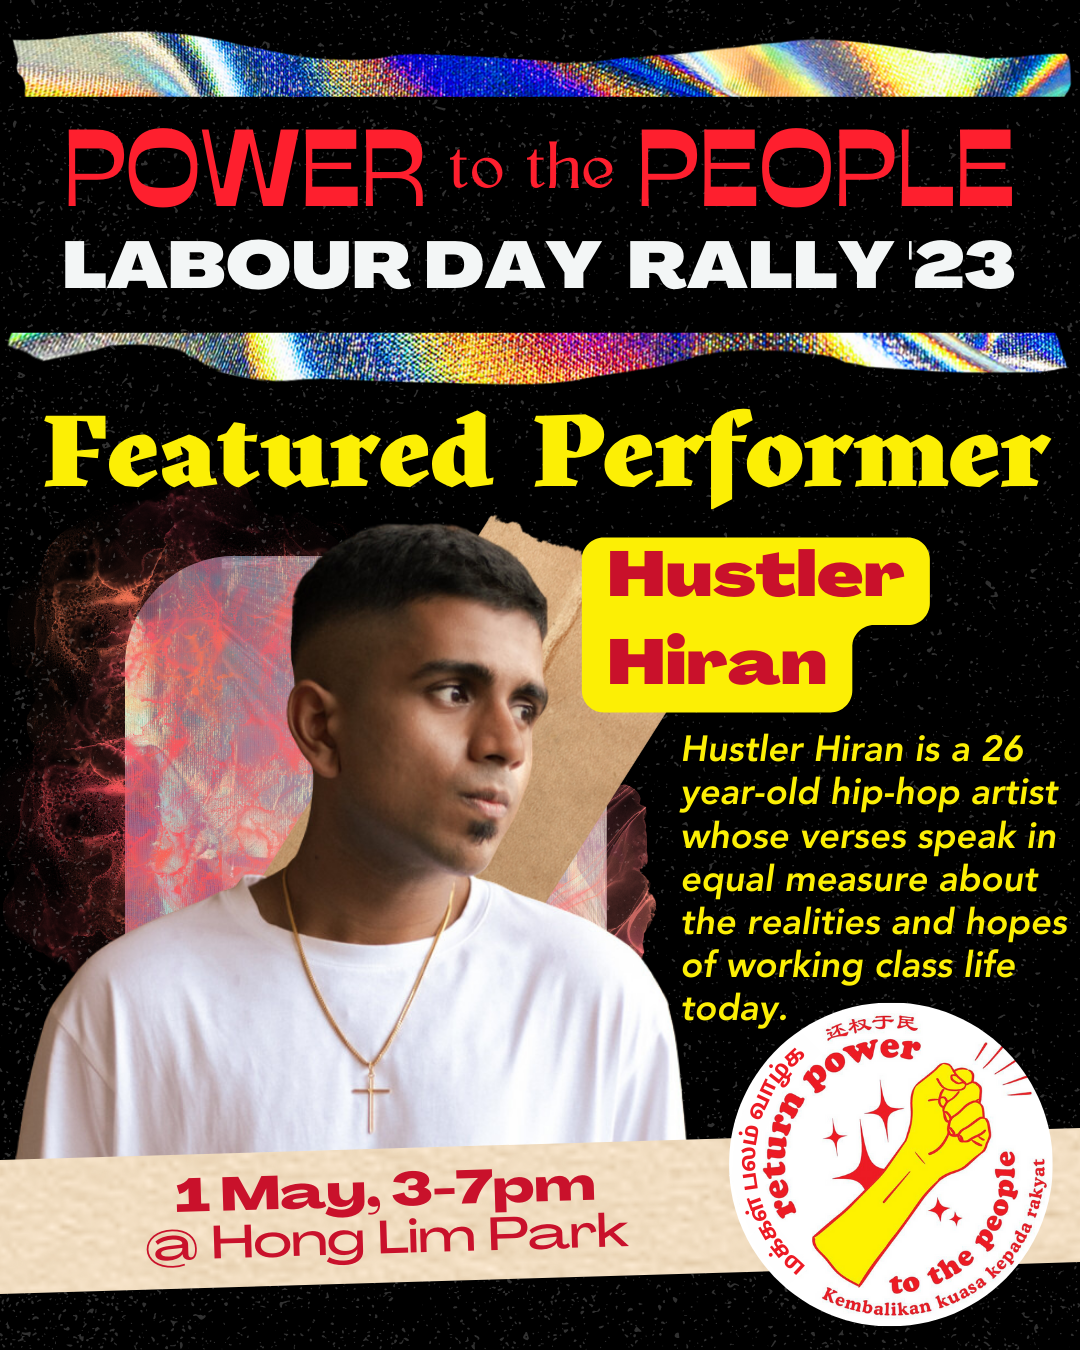 POWER to the PEOPLE
LABOUR DAY RALLY '23
Featured Performer
Hustler
Hiran
Hustler Hiran is a 26
year-old hip-hop artist
whose verses speak in
equal measure about
the realities and hopes
of working class life
today.
还权于民
மக்கள் பலம் வாழ்க
return power
to the people
Kembalikan kuasa kepada rakyat
1 May, 3-7pm
@ Hong Lim Park